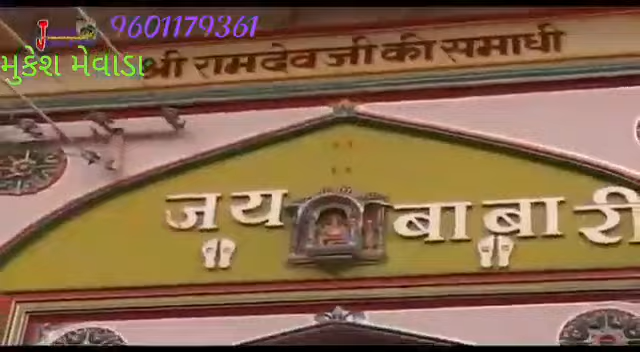 9601179361
મુકેશ મેવાડા
श्री रामदेव जी की समाधी
जय बाबा री